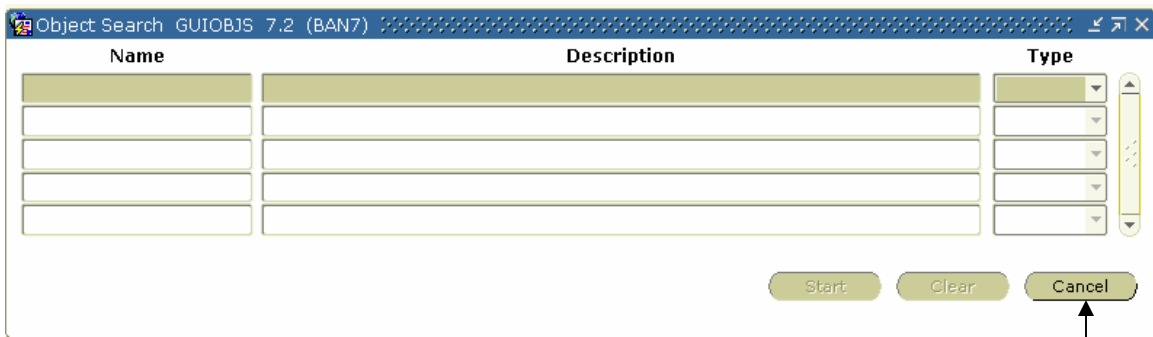 Object Search GUIOBJS 7.2 (BAN7)
Name Description Type
Start Clear Cancel